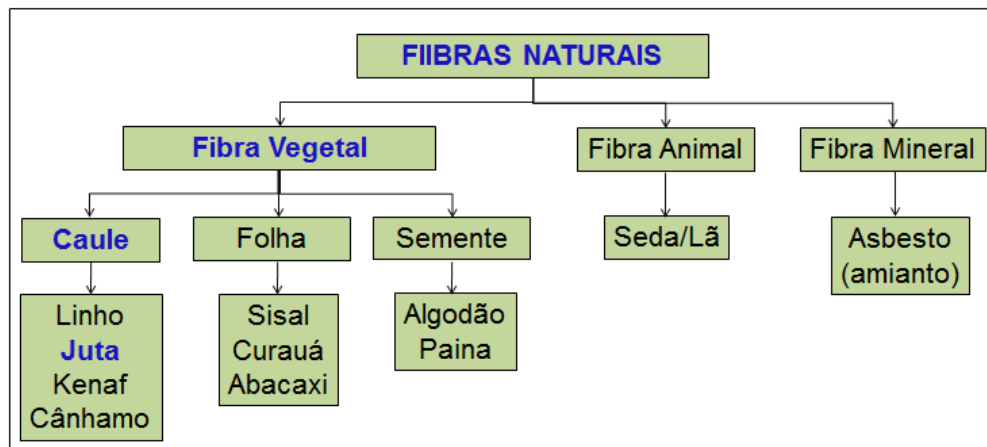 FIIBRAS NATURAIS
Fibra Vegetal
Fibra Animal
Fibra Mineral
Caule
Folha
Semente
Seda/Lã
Asbesto
(amianto)
Linho
Juta
Kenaf
Cânhamo
Sisal
Curauá
Abacaxi
Algodão
Paina